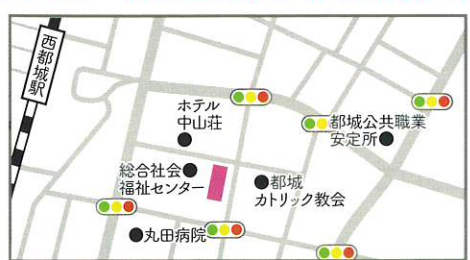 西都城駅
ホテル
中山荘
都城公共職業
安定所
総合社会
福祉センター
都城
カトリック教会
丸田病院